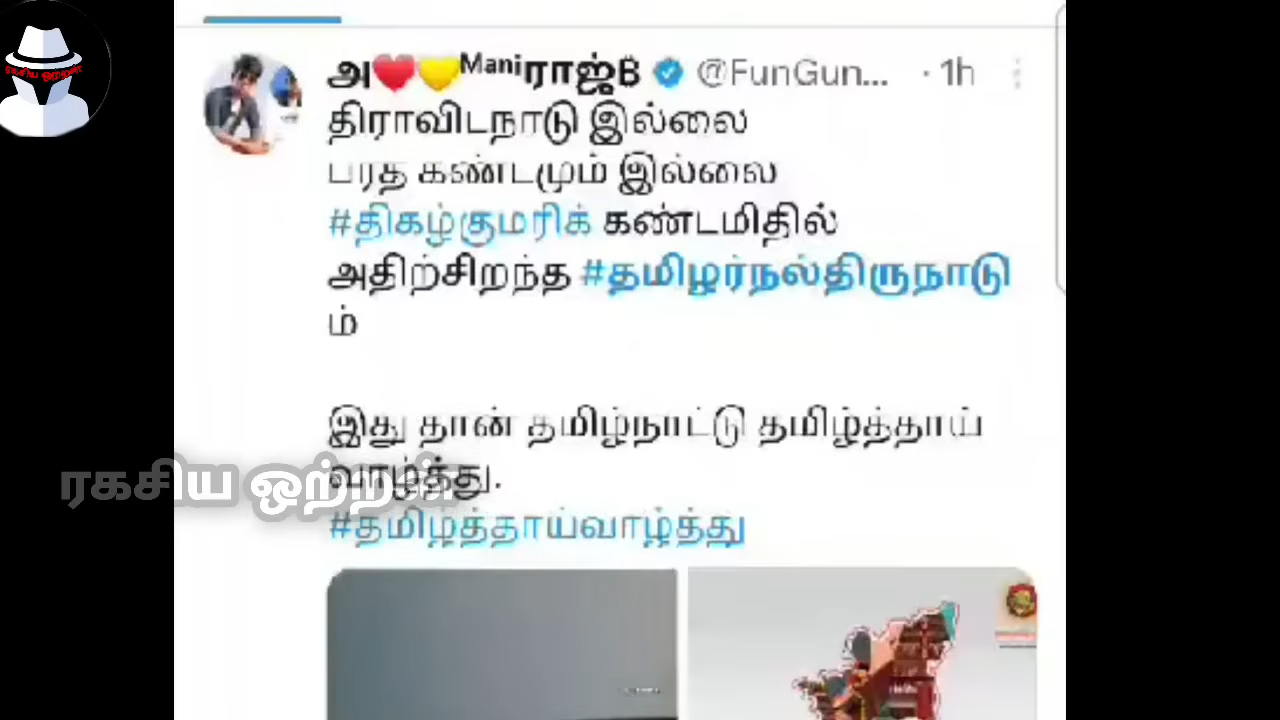 அ❤️💛ᴹᵃⁿⁱராஜ்B @FunGun... · 1h
திராவிடநாடு இல்லை
பரத கண்டமும் இல்லை
#திகழ்குமரிக் கண்டமிதில்
அதிற்சிறந்த #தமிழர்நல்திருநாடு
ம்
இது தான் தமிழ்நாட்டு தமிழ்த்தாய்
வாழ்த்து.
ரகசிய ஒற்றன்
#தமிழ்த்தாய்வாழ்த்து